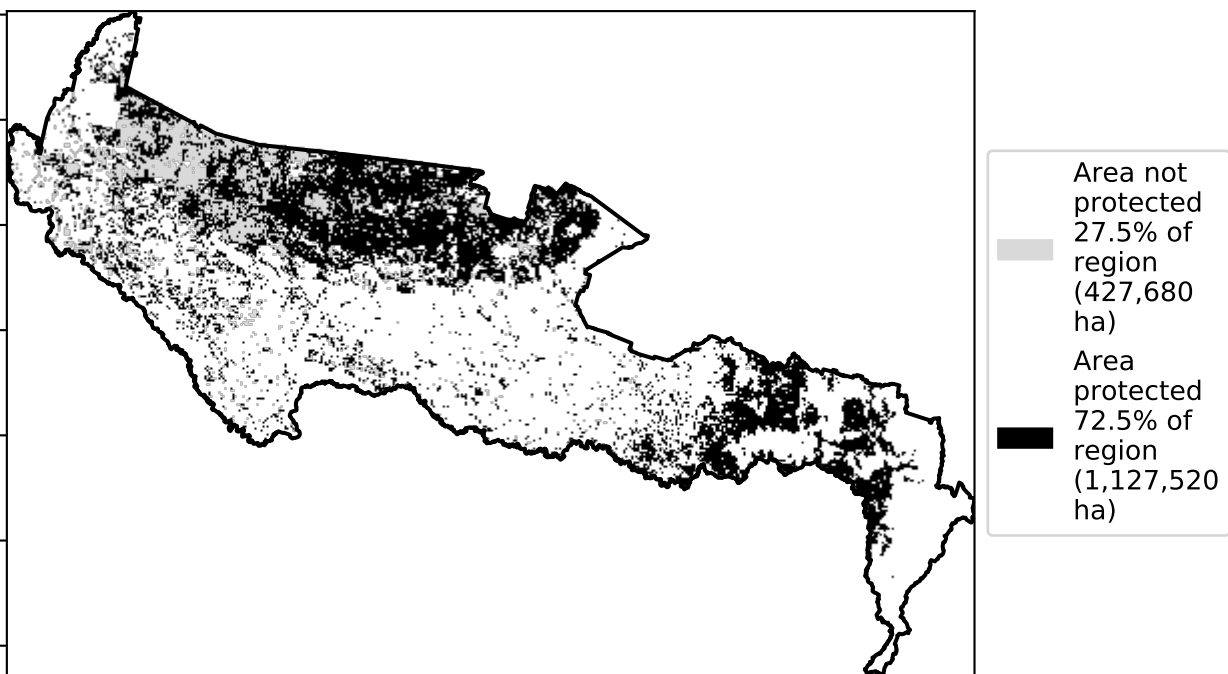 Area not
protected
27.5% of
region
(427,680
ha)
Area
protected
72.5% of
region
(1,127,520
ha)